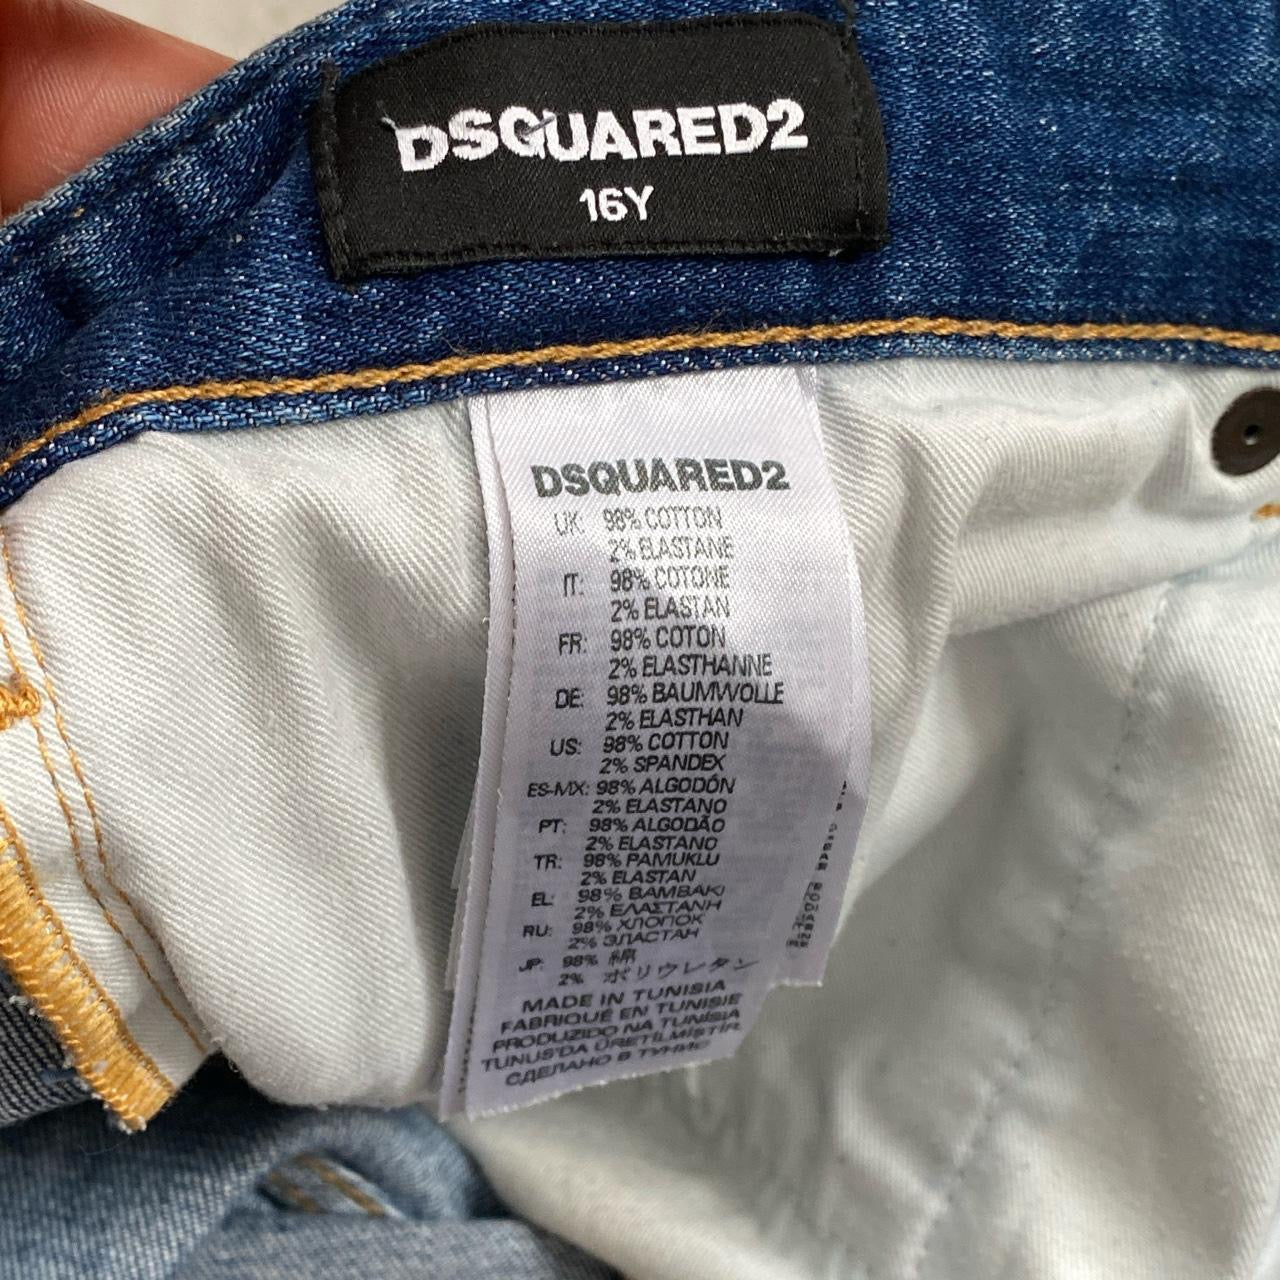 DSQUARED2
16Y
DSQUARED2
UK: 98% COTTON
2% ELASTANE
IT: 98% COTONE
2% ELASTAN
FR: 98% COTON
2% ELASTHANNE
DE: 98% BAUMWOLLE
2% ELASTHAN
US: 98% COTTON
2% SPANDEX
ES-MX: 98% ALGODÓN
2% ELASTANO
PT: 98% ALGODÃO
2% ELASTANO
TR: 98% PAMUKLU
2% ELASTAN
EL: 98% ΒΑΜΒΑΚΙ
2% ΕΛΑΣΤΑΝΗ
RU: 98% ХЛОПОК
2% ЭЛАСТАН
JP: 98% 綿
2% ポリウレタン
MADE IN TUNISIA
FABRIQUÉ EN TUNISIE
PRODUZIDO NA TUNÍSIA
TUNUS'DA ÜRETİLMİŞTİR
СДЕЛАНО В ТУНИС